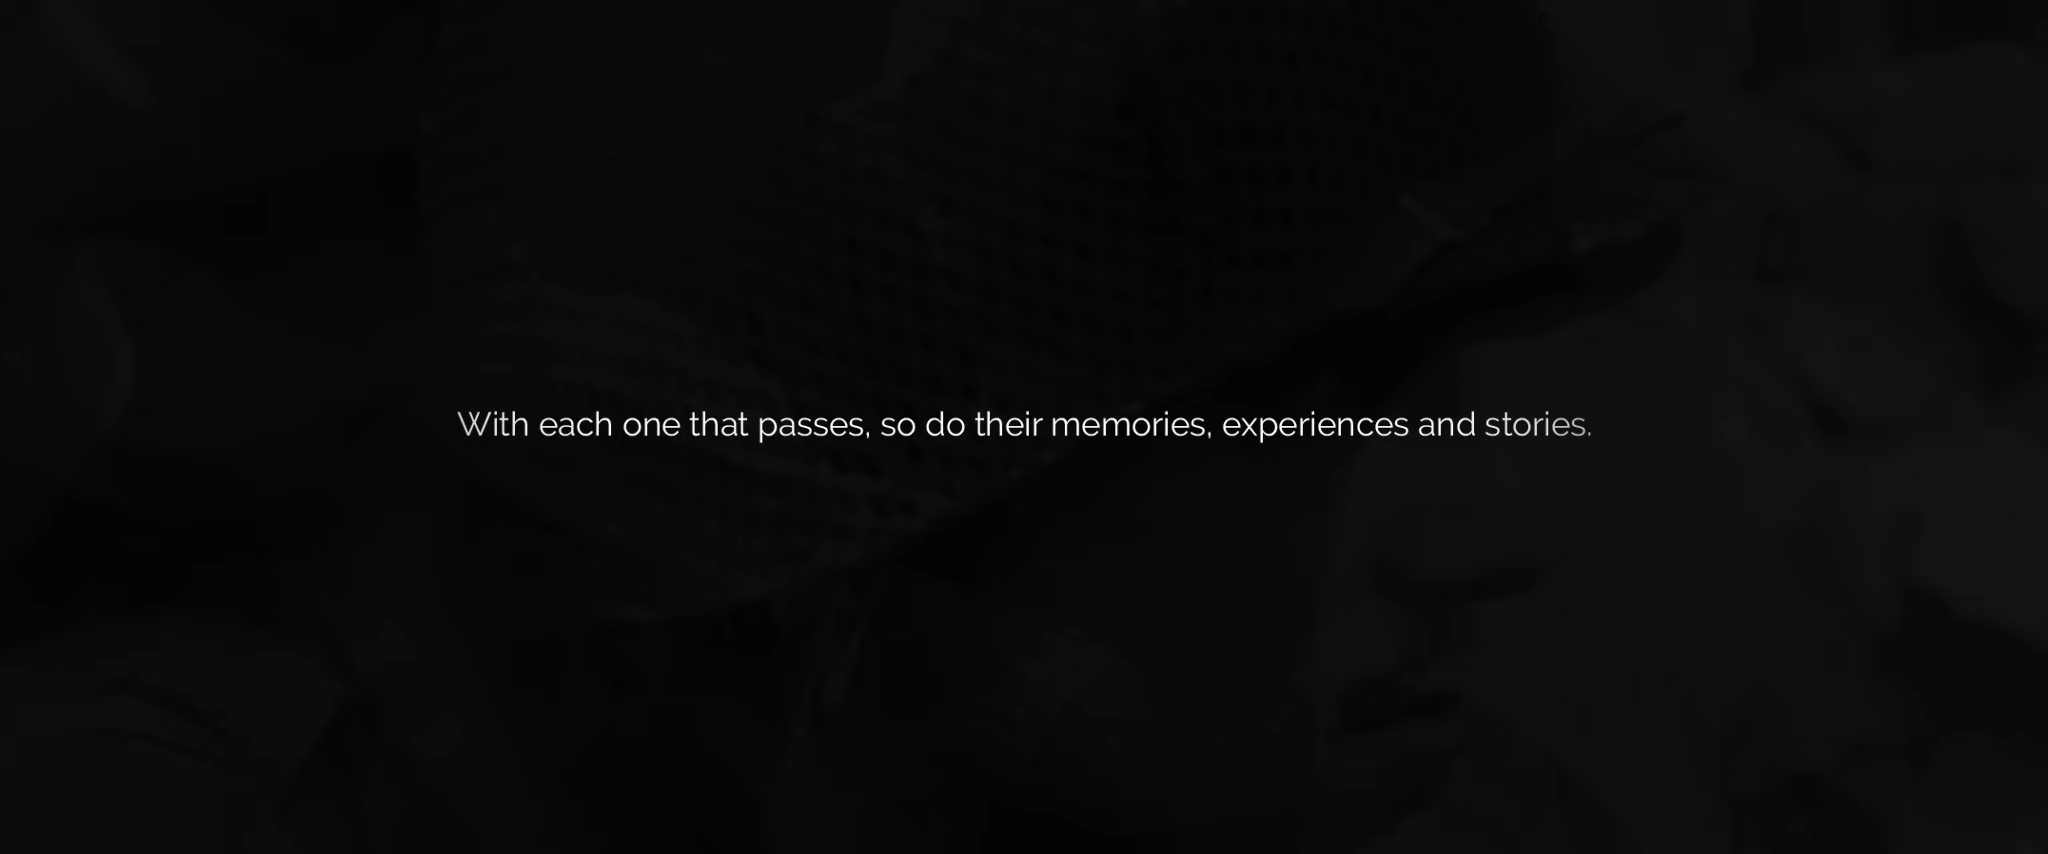 With each one that passes, so do their memories, experiences and stories.